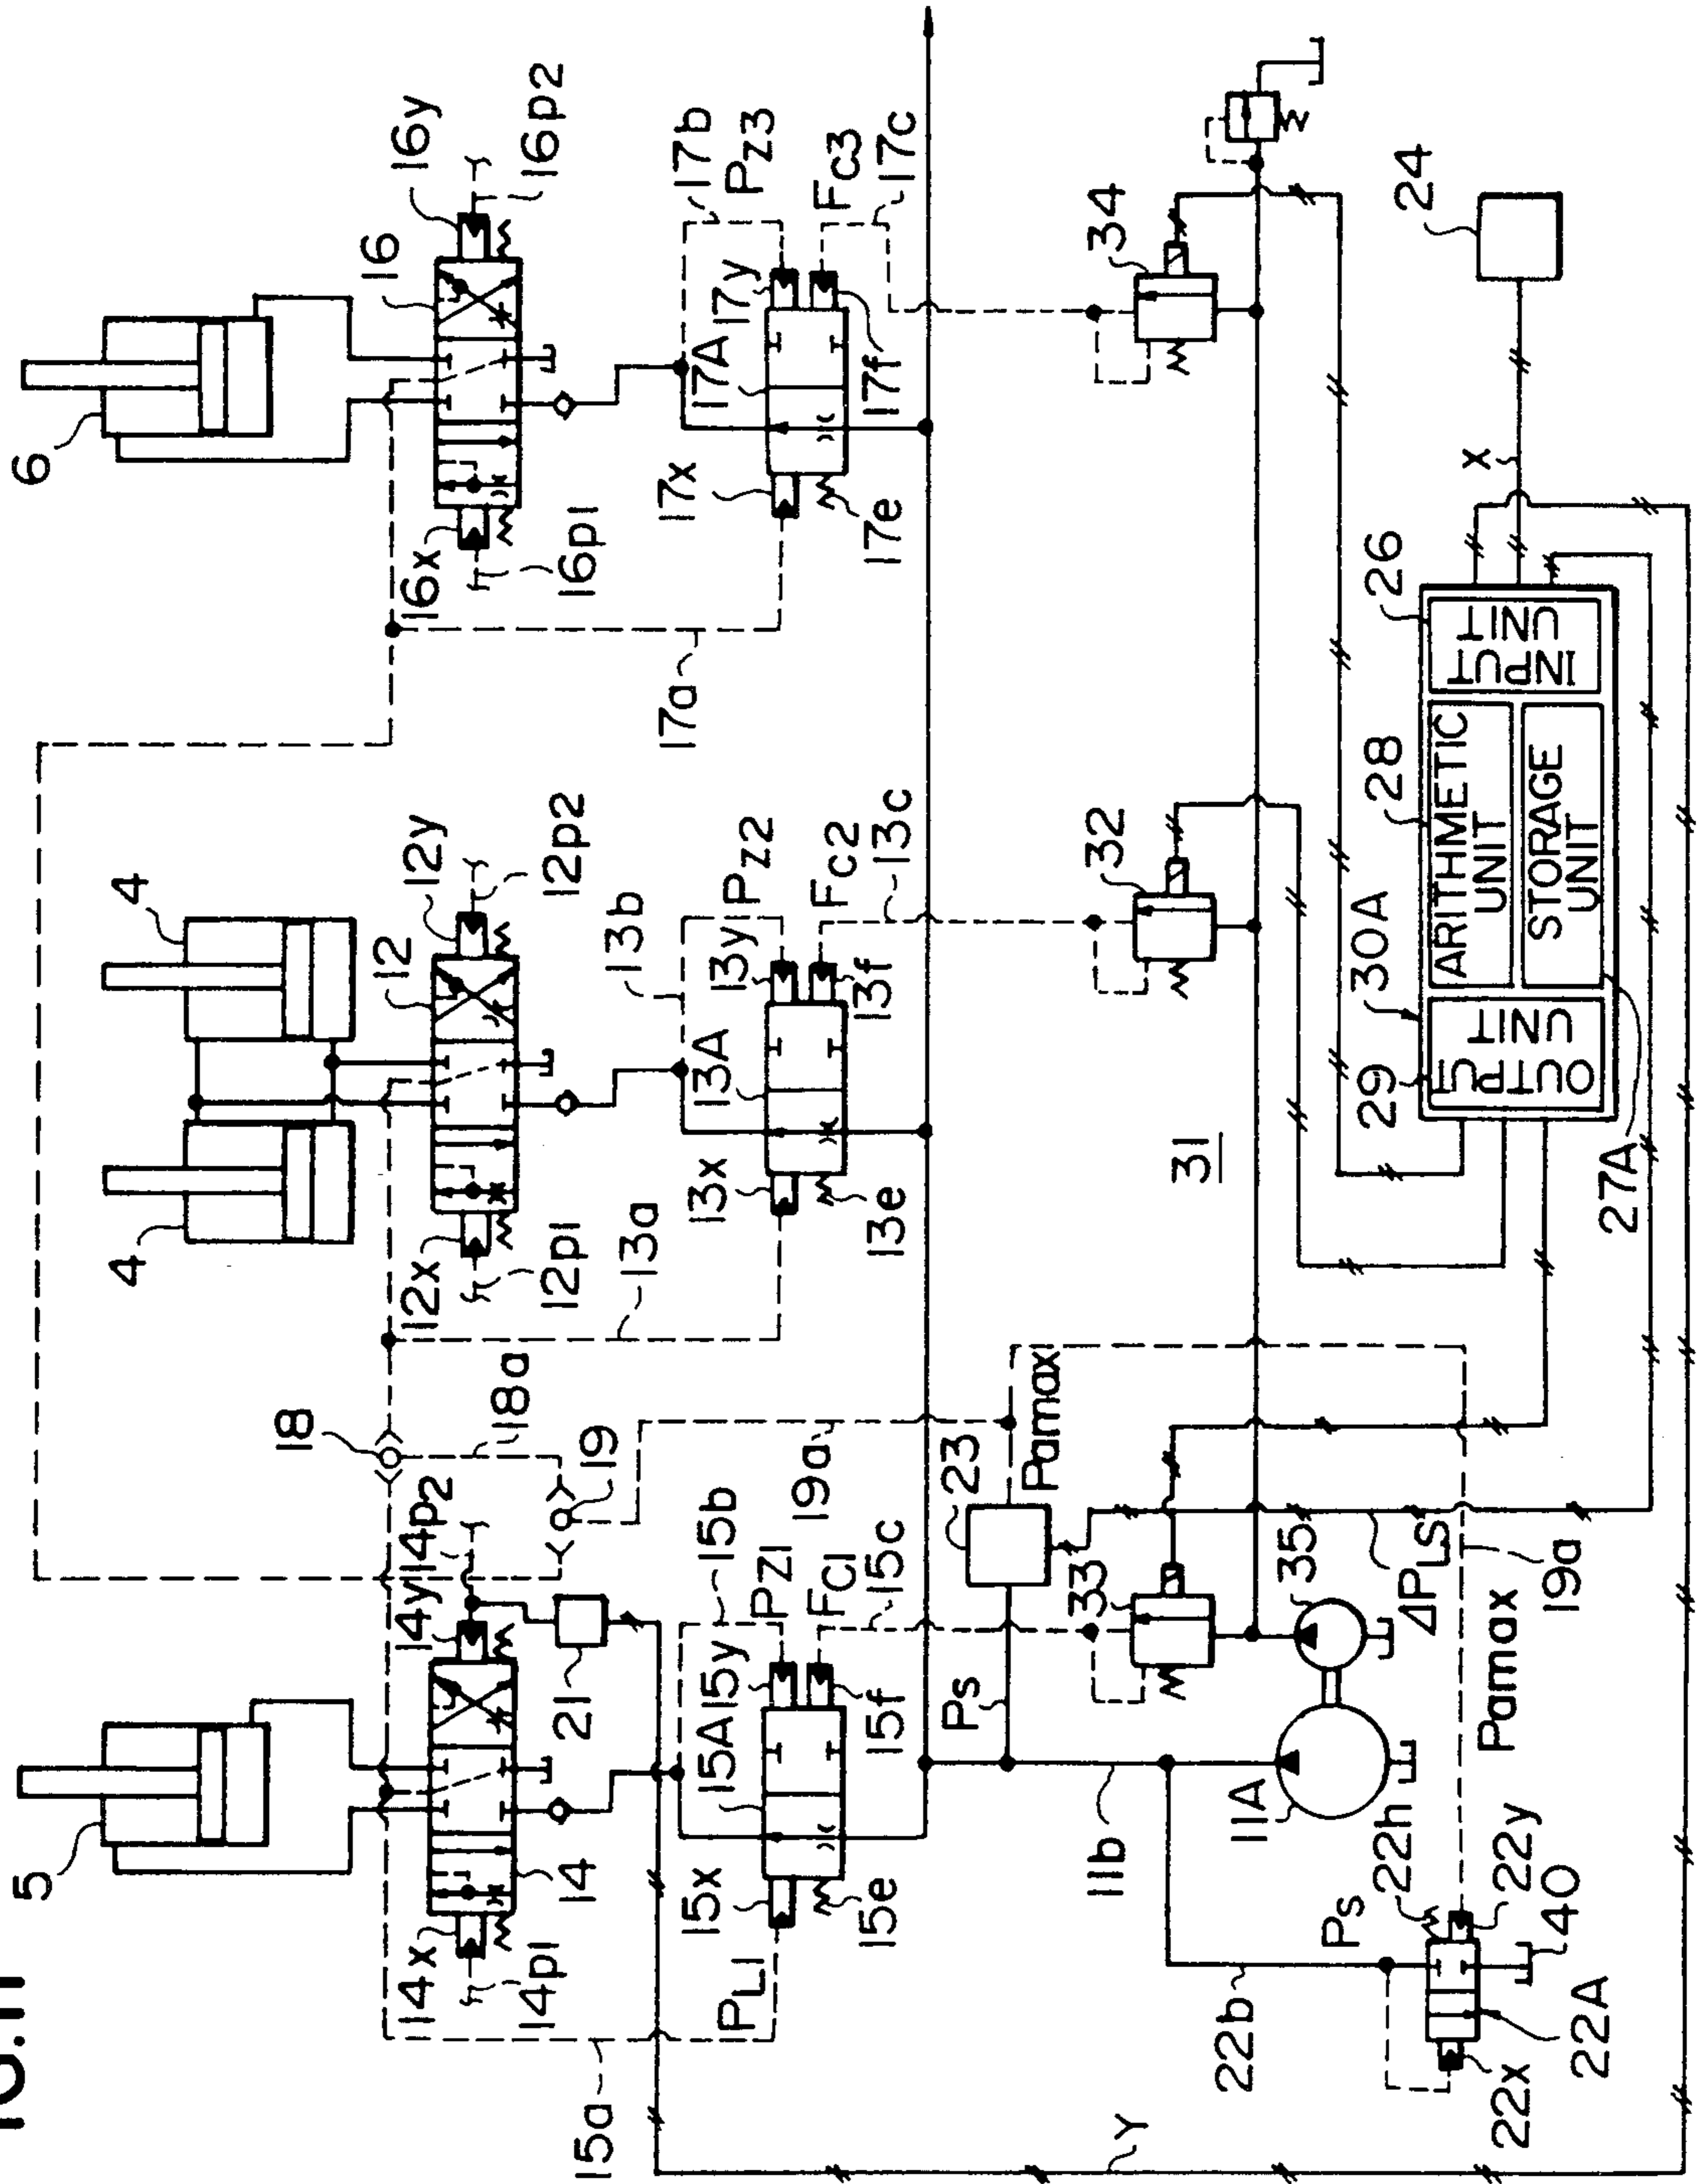 6
16y
16
16p2
16x
16p1
17b
Pz3
17A
17y
Fc3
17c
17f
17x
17e
17a
34
24
X
4
4
12y
12
12p2
12x
12p1
13b
Pz2
13y
13A
Fc2
13c
13f
13x
13e
13a
32
31
26
28
30A
29
INPUT
UNIT
ARITHMETIC
UNIT
STORAGE
UNIT
OUTPUT
UNIT
27A
18
18a
19
19a
5
14p2
14y
14
14x
14p1
21
15b
Pz1
15y
15A
Fc1
15c
15f
15x
15e
PL1
15a
23
Pamax
33
Ps
35
ΔPLS
19a
Pamax
11b
11A
22h
22y
Ps
40
22b
22A
22x
Y